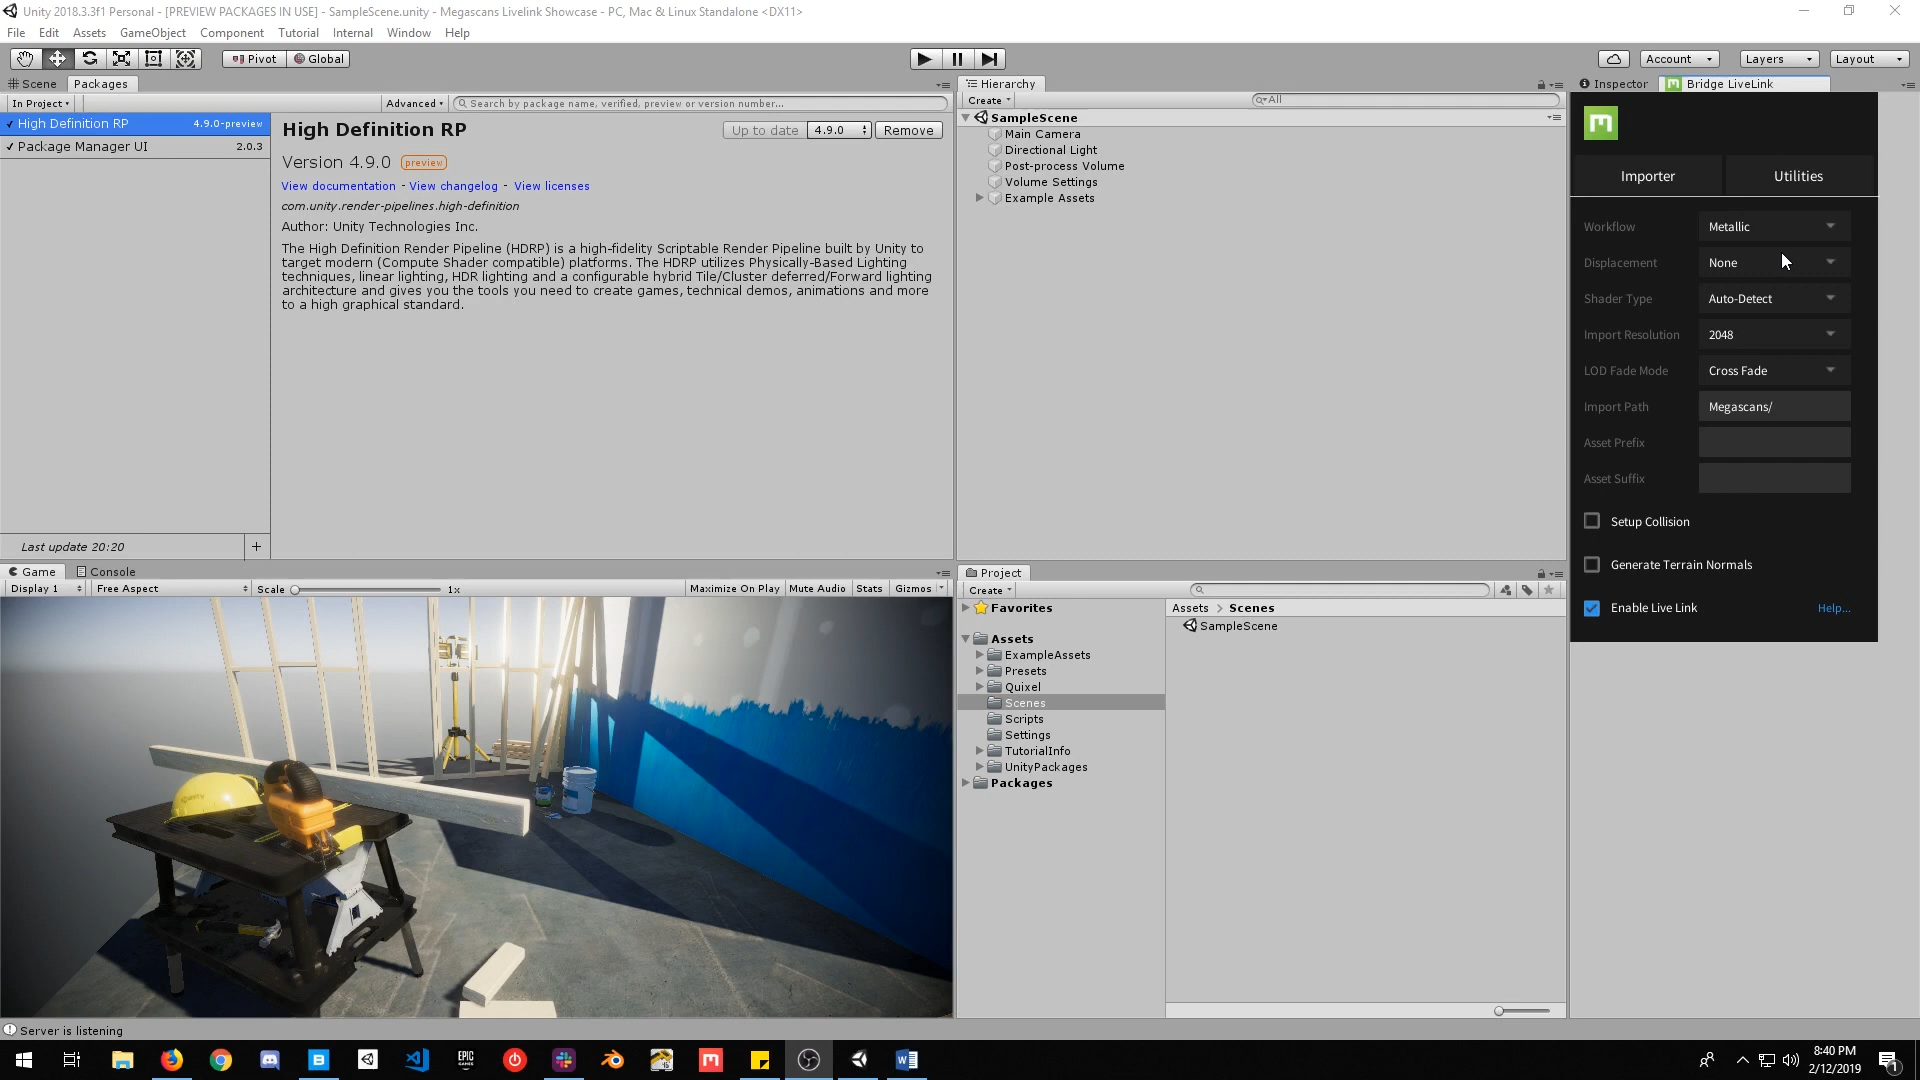 Unity 2018.3.3f1 Personal - [PREVIEW PACKAGES IN USE] - SampleScene.unity - Megascans Livelink Showcase - PC, Mac & Linux Standalone <DX11>
File Edit Assets GameObject Component Tutorial Internal Window Help
Pivot Global Account Layers Layout
Scene Packages
In Project Advanced Search by package name, verified, preview or version number...
High Definition RP 4.9.0-preview
Package Manager UI 2.0.3
Last update 20:20
High Definition RP Up to date 4.9.0 Remove
Version 4.9.0 preview
View documentation - View changelog - View licenses
com.unity.render-pipelines.high-definition
Author: Unity Technologies Inc.
The High Definition Render Pipeline (HDRP) is a high-fidelity Scriptable Render Pipeline built by Unity to
target modern (Compute Shader compatible) platforms. The HDRP utilizes Physically-Based Lighting
techniques, linear lighting, HDR lighting and a configurable hybrid Tile/Cluster deferred/Forward lighting
architecture and gives you the tools you need to create games, technical demos, animations and more
to a high graphical standard.
Hierarchy
Create All
SampleScene
Main Camera
Directional Light
Post-process Volume
Volume Settings
Example Assets
Inspector Bridge LiveLink
Importer Utilities
Workflow Metallic
Displacement None
Shader Type Auto-Detect
Import Resolution 2048
LOD Fade Mode Cross Fade
Import Path Megascans/
Asset Prefix
Asset Suffix
Setup Collision
Generate Terrain Normals
Enable Live Link Help...
Game Console
Display 1 Free Aspect Scale 1x Maximize On Play Mute Audio Stats Gizmos
Project
Create
Favorites
Assets
ExampleAssets
Presets
Quixel
Scenes
Scripts
Settings
TutorialInfo
UnityPackages
Packages
Assets > Scenes
SampleScene
Server is listening
8:40 PM
2/12/2019